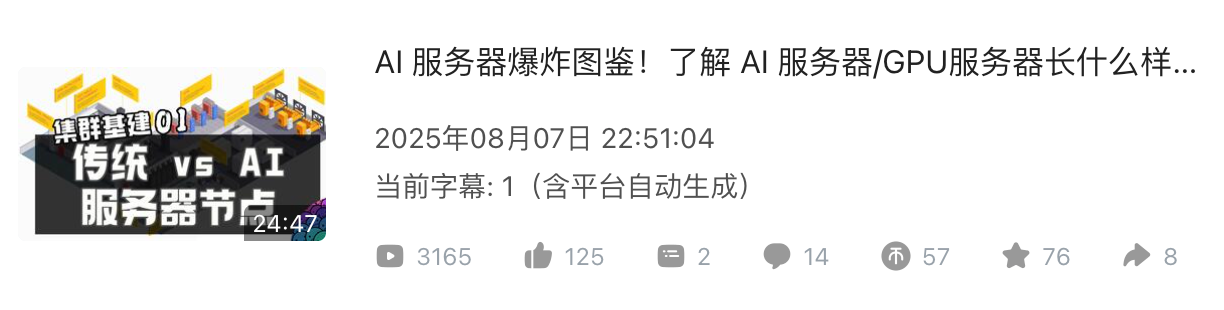 AI 服务器爆炸图鉴！了解 AI 服务器/GPU服务器长什么样...
集群基建01
传统 vs AI
服务器节点
24:47
2025年08月07日 22:51:04
当前字幕: 1（含平台自动生成）
3165 125 2 14 57 76 8